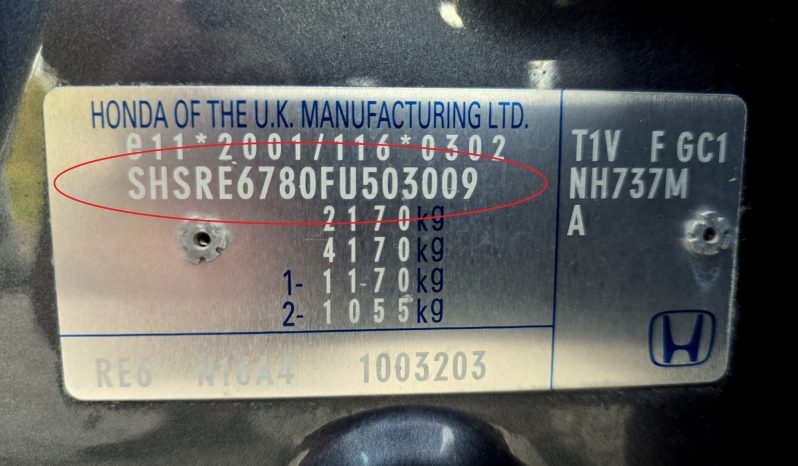 HONDA OF THE U.K. MANUFACTURING LTD.
e11*2001/116*0302
SHSRE6780FU503009
2170kg
4170kg
1-1170kg
2-1055kg
T1V F GC1
NH737M
A
RE6 N16A4 1003203